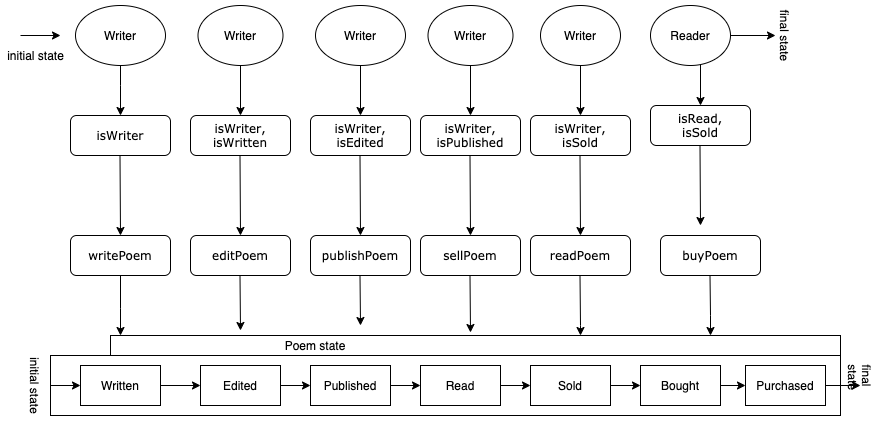 initial state
Writer
Writer
Writer
Writer
Writer
Reader
final state
isWriter
isWriter,
isWritten
isWriter,
isEdited
isWriter,
isPublished
isWriter,
isSold
isRead,
isSold
writePoem
editPoem
publishPoem
sellPoem
readPoem
buyPoem
Poem state
initial state
Written
Edited
Published
Read
Sold
Bought
Purchased
final
state